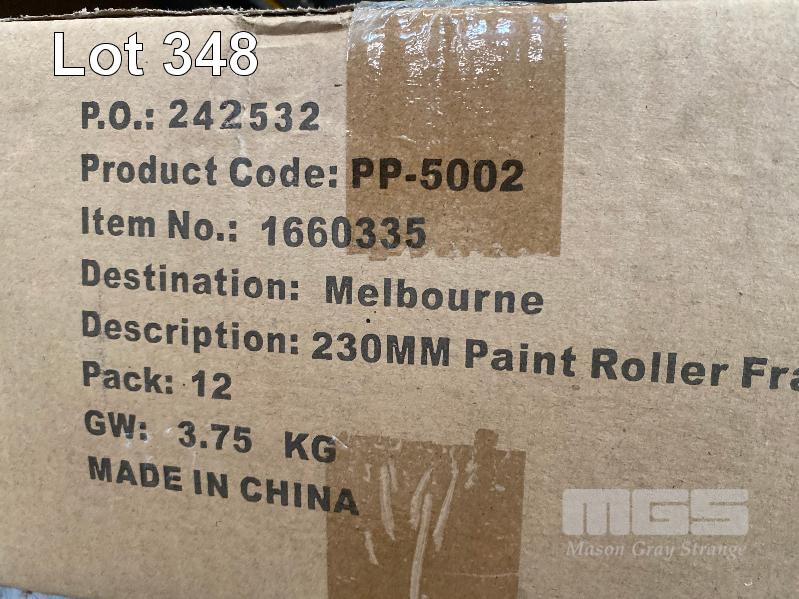 Lot 348
P.O.: 242532
Product Code: PP-5002
Item No.: 1660335
Destination: Melbourne
Description: 230MM Paint Roller Fra
Pack: 12
GW: 3.75 KG
MADE IN CHINA
MGS
Mason Gray Strange